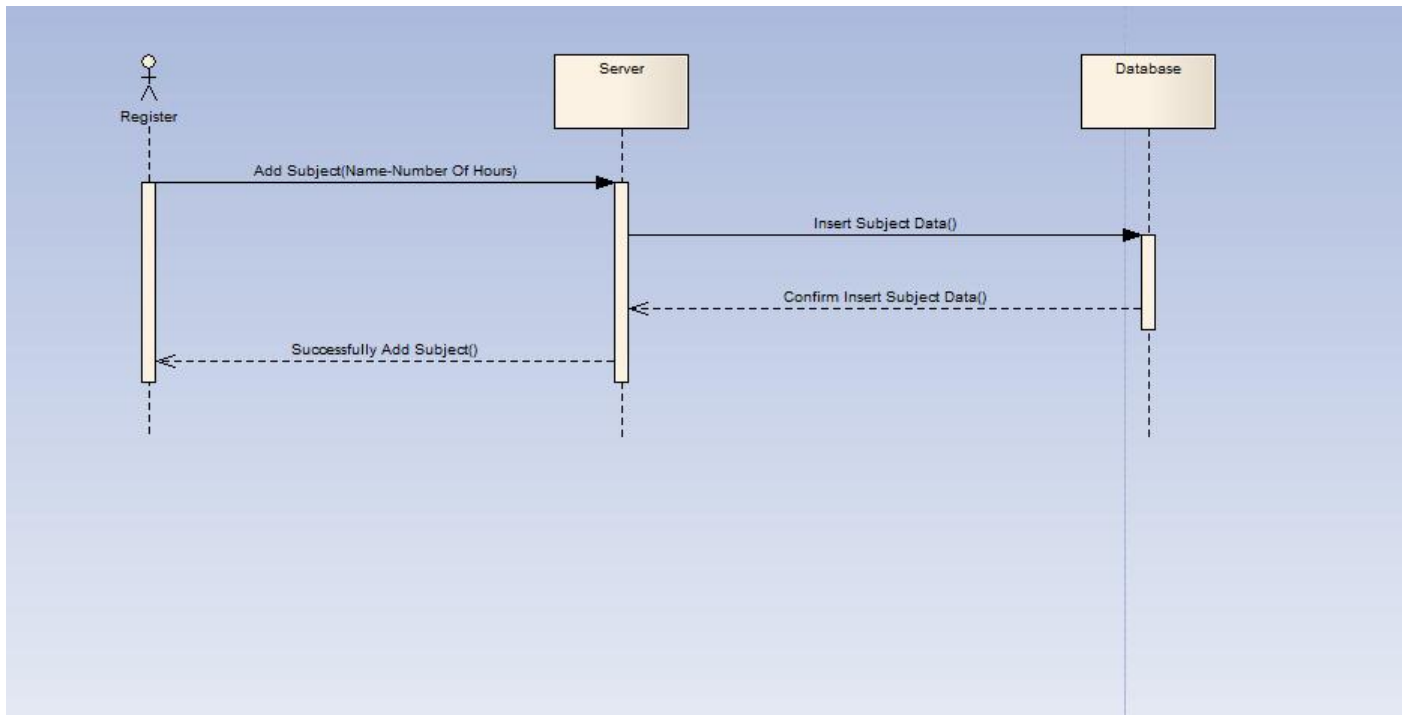 Server
Database
Register
Add Subject(Name-Number Of Hours)
Insert Subject Data()
Confirm Insert Subject Data()
Successfully Add Subject()